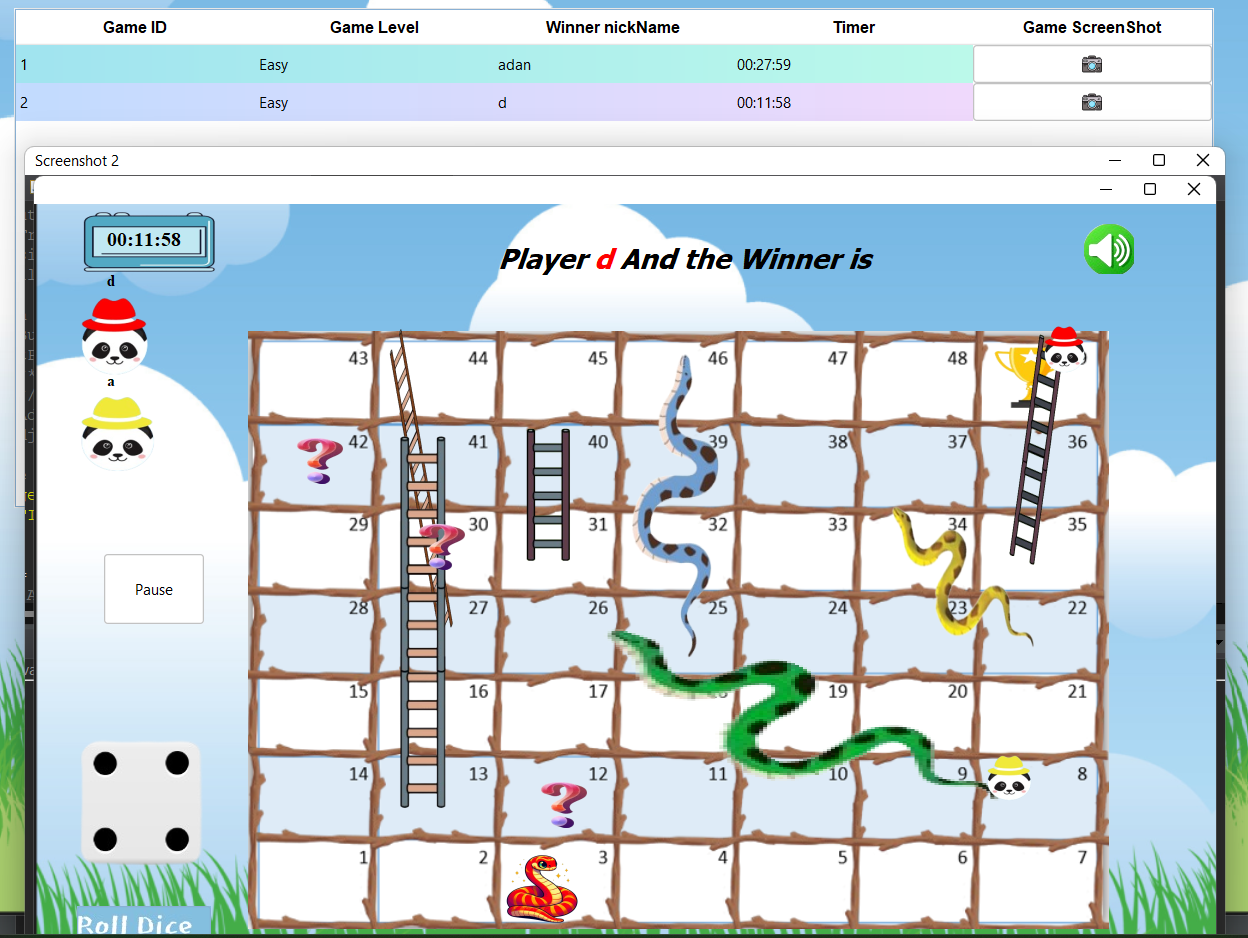 Game ID Game Level Winner nickName Timer Game ScreenShot
1 Easy adan 00:27:59
2 Easy d 00:11:58
Screenshot 2
00:11:58
Player d And the Winner is
d
a
43 44 45 46 47 48
42 41 40 39 38 37 36
29 30 31 32 33 34 35
Pause
28 27 26 25 24 23 22
15 16 17 19 20 21
14 13 12 11 10 9 8
1 2 3 4 5 6 7
Roll Dice